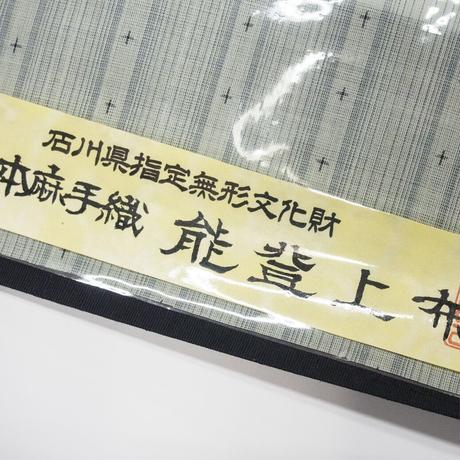 石川県指定無形文化財
本麻手織 能登上布